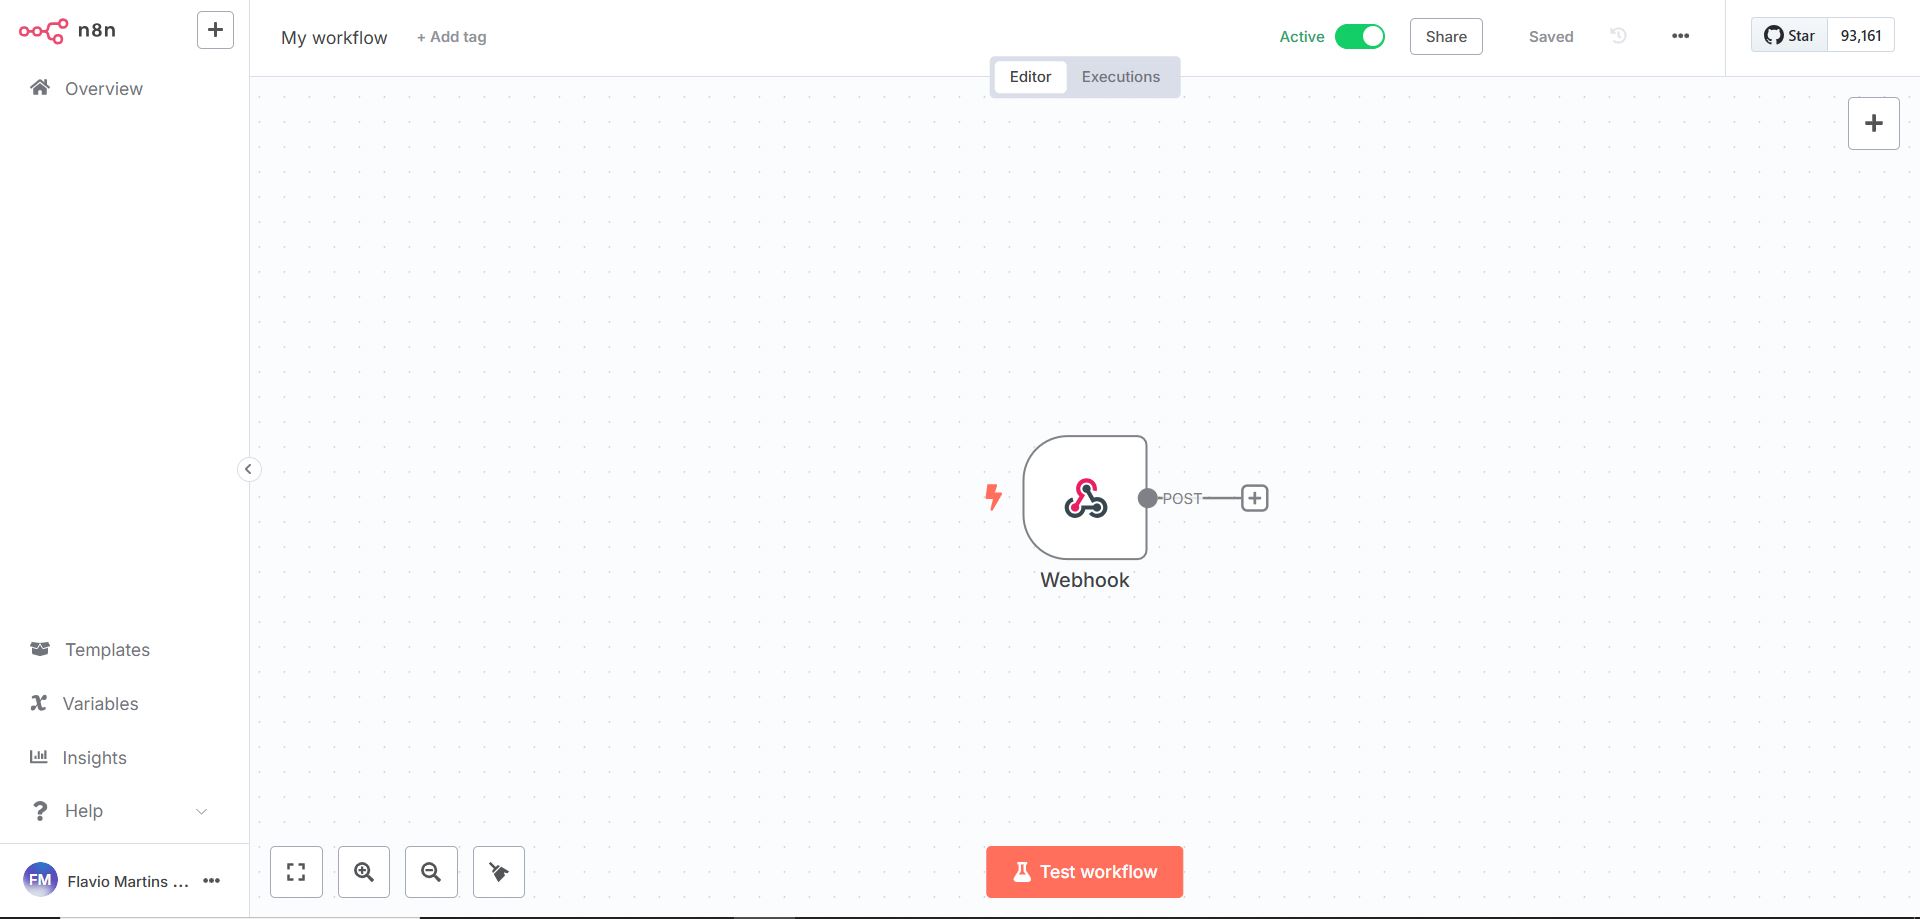 n8n
Overview
My workflow
+ Add tag
Active
Share
Saved
Star
93,161
Editor
Executions
POST
Webhook
Templates
Variables
Insights
Help
FM
Flavio Martins ...
Test workflow